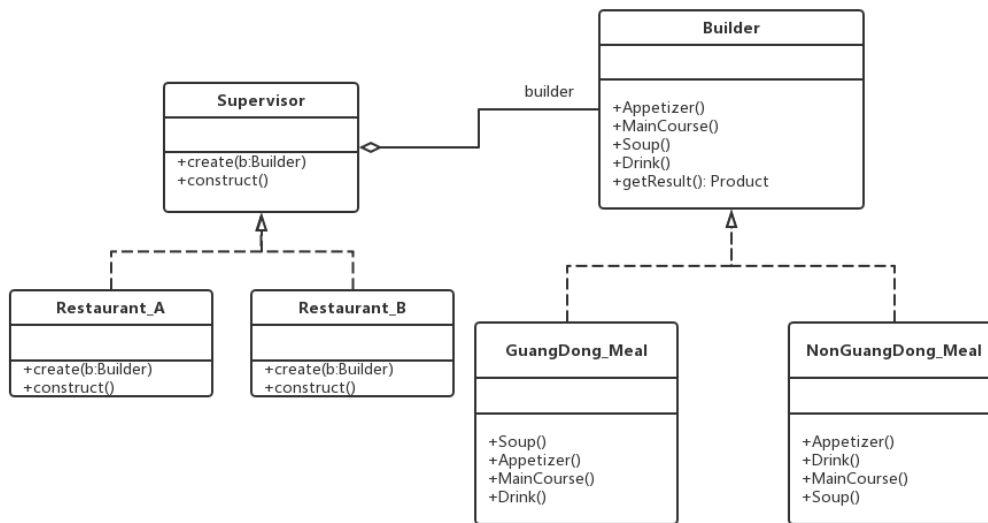 Builder
+Appetizer()
+MainCourse()
+Soup()
+Drink()
+getResult(): Product
builder
Supervisor
+create(b:Builder)
+construct()
Restaurant_A
+create(b:Builder)
+construct()
Restaurant_B
+create(b:Builder)
+construct()
GuangDong_Meal
+Soup()
+Appetizer()
+MainCourse()
+Drink()
NonGuangDong_Meal
+Appetizer()
+Drink()
+MainCourse()
+Soup()